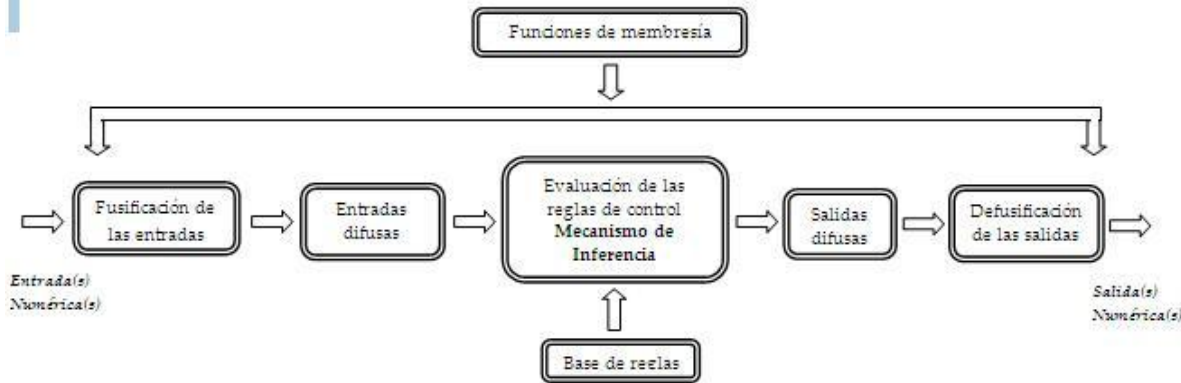 Funciones de membresía
Fusificación de
las entradas
Entradas
difusas
Evaluación de las
reglas de control
Mecanismo de
Inferencia
Salidas
difusas
Defusificación
de las salidas
Entrada(s)
Numérica(s)
Salida(s)
Numérica(s)
Base de reglas